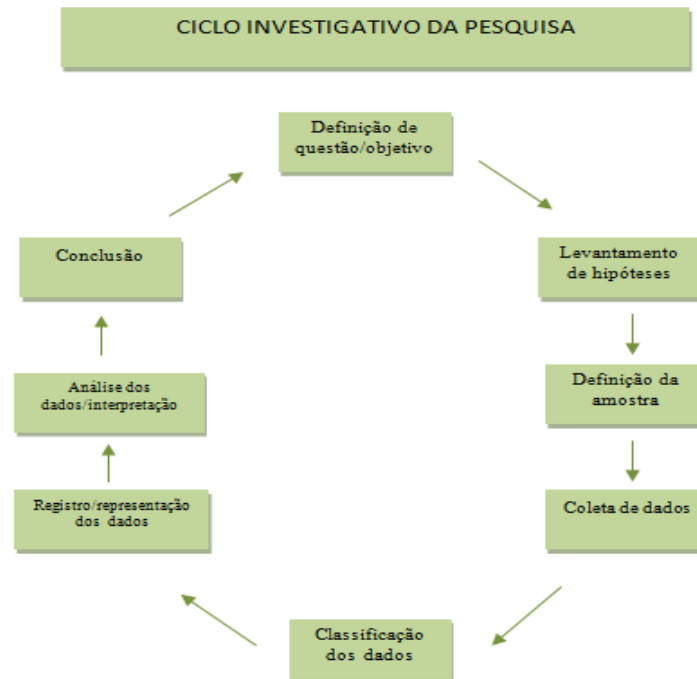 CICLO INVESTIGATIVO DA PESQUISA
Definição de
questão/objetivo
Levantamento
de hipóteses
Definição da
amostra
Coleta de dados
Classificação
dos dados
Registro/representação
dos dados
Análise dos
dados/interpretação
Conclusão